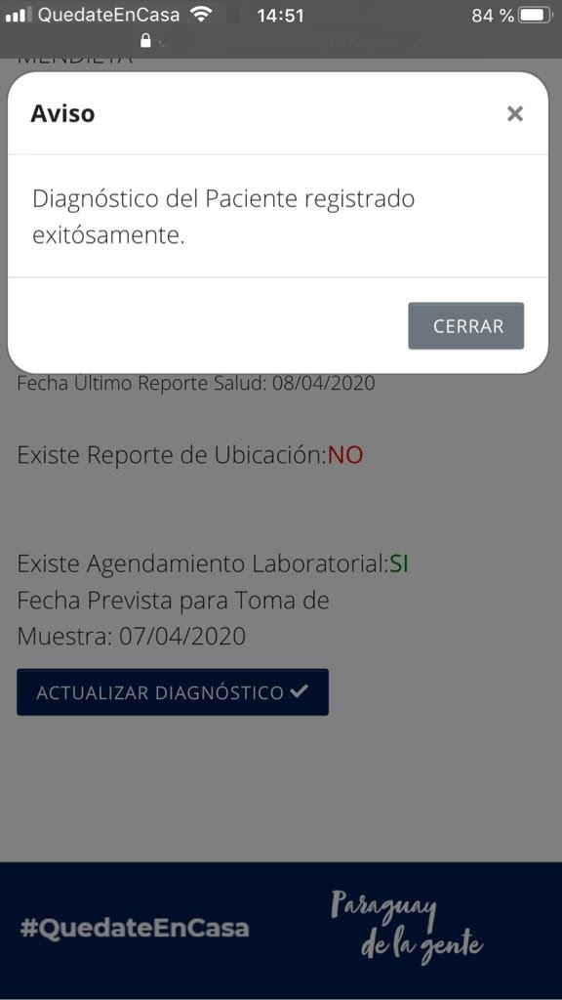 QuedateEnCasa 14:51 84 %
MENDIETA
Aviso ×
Diagnóstico del Paciente registrado
exitósamente.
CERRAR
Fecha Último Reporte Salud: 08/04/2020
Existe Reporte de Ubicación:NO
Existe Agendamiento Laboratorial:SI
Fecha Prevista para Toma de
Muestra: 07/04/2020
ACTUALIZAR DIAGNÓSTICO
#QuedateEnCasa
Paraguay
de la gente